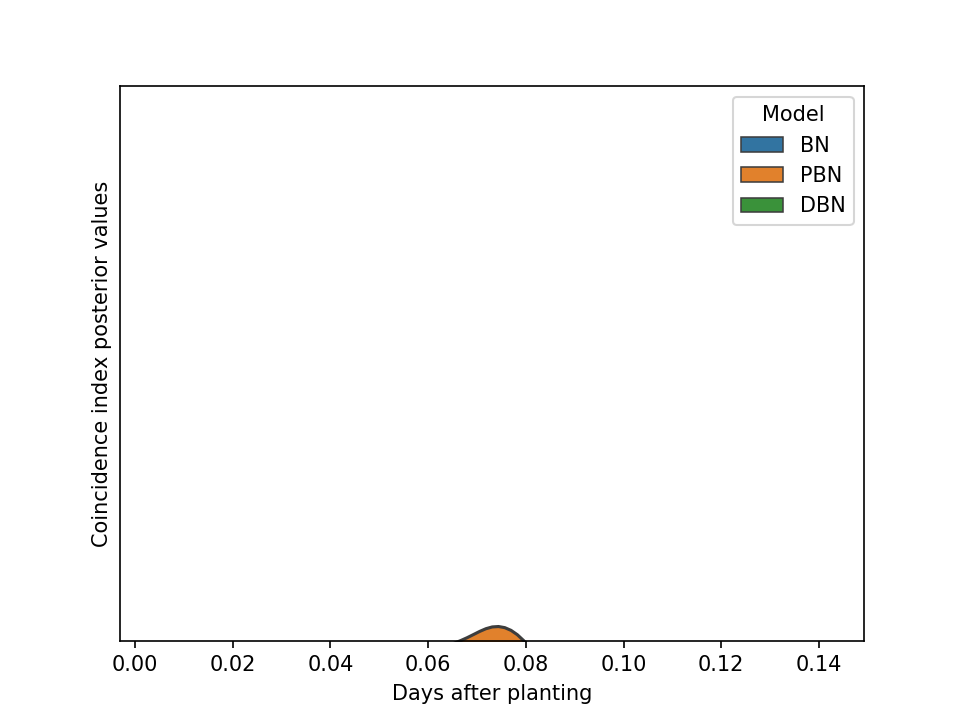 Model
BN
PBN
DBN
Coincidence index posterior values
0.00 0.02 0.04 0.06 0.08 0.10 0.12 0.14
Days after planting